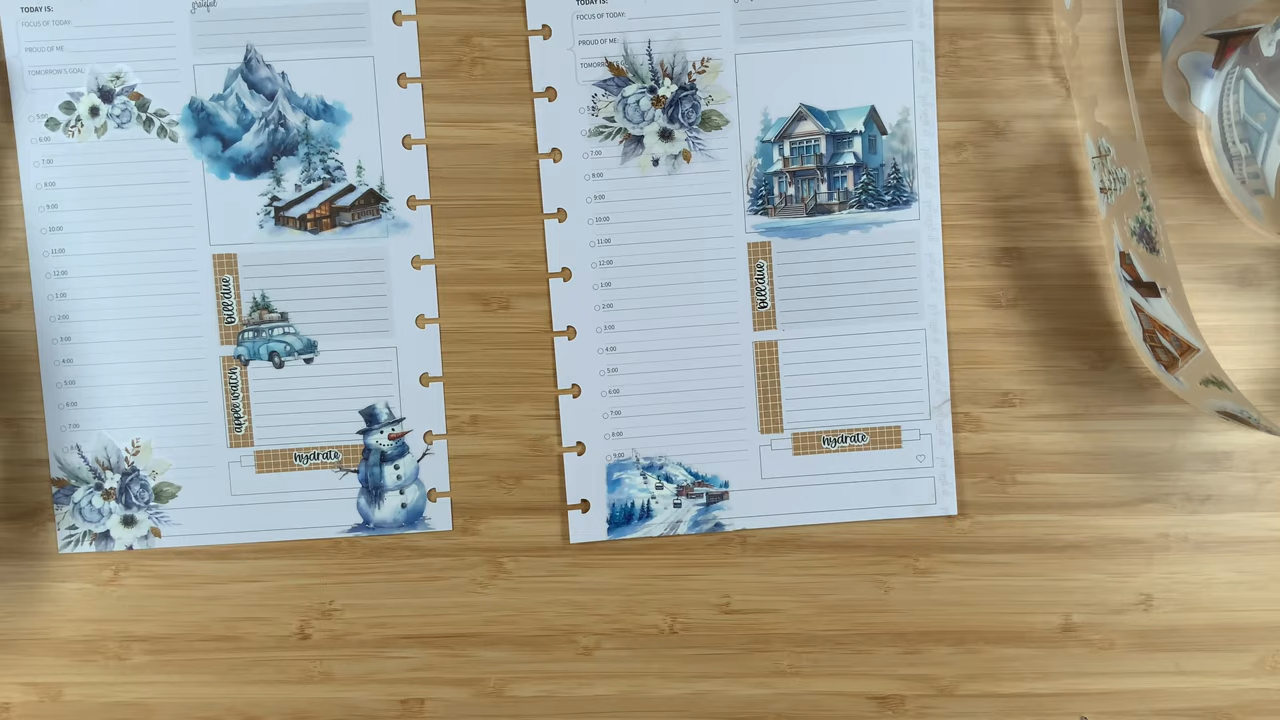 TODAY IS:
grateful
FOCUS OF TODAY:
PROUD OF ME:
TOMORROW'S GOAL:
5:00
6:00
7:00
8:00
9:00
10:00
11:00
12:00
1:00
2:00
3:00
4:00
5:00
6:00
7:00
bill due
apple watch
hydrate
TODAY IS:
FOCUS OF TODAY:
PROUD OF ME:
7:00
8:00
9:00
10:00
11:00
12:00
1:00
2:00
3:00
4:00
5:00
6:00
7:00
8:00
9:00
bill due
hydrate